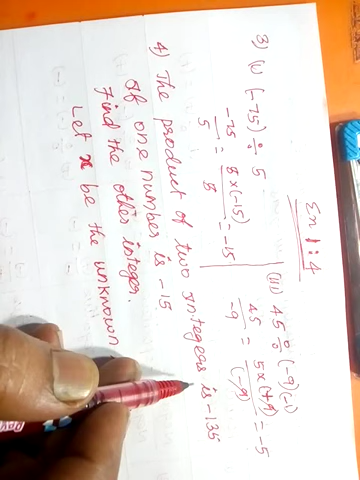 Ex 1:4
3) (i) (-75) ÷ 5
-75/5 = 5×(-15)/5 = -15
(iii) 45 ÷ (-9) (-1)
45/-9 = 5×(+9)/(-9) = -5
4) The product of two integers is -135
If one number is -15
Find the other integer.
Let x be the unknown